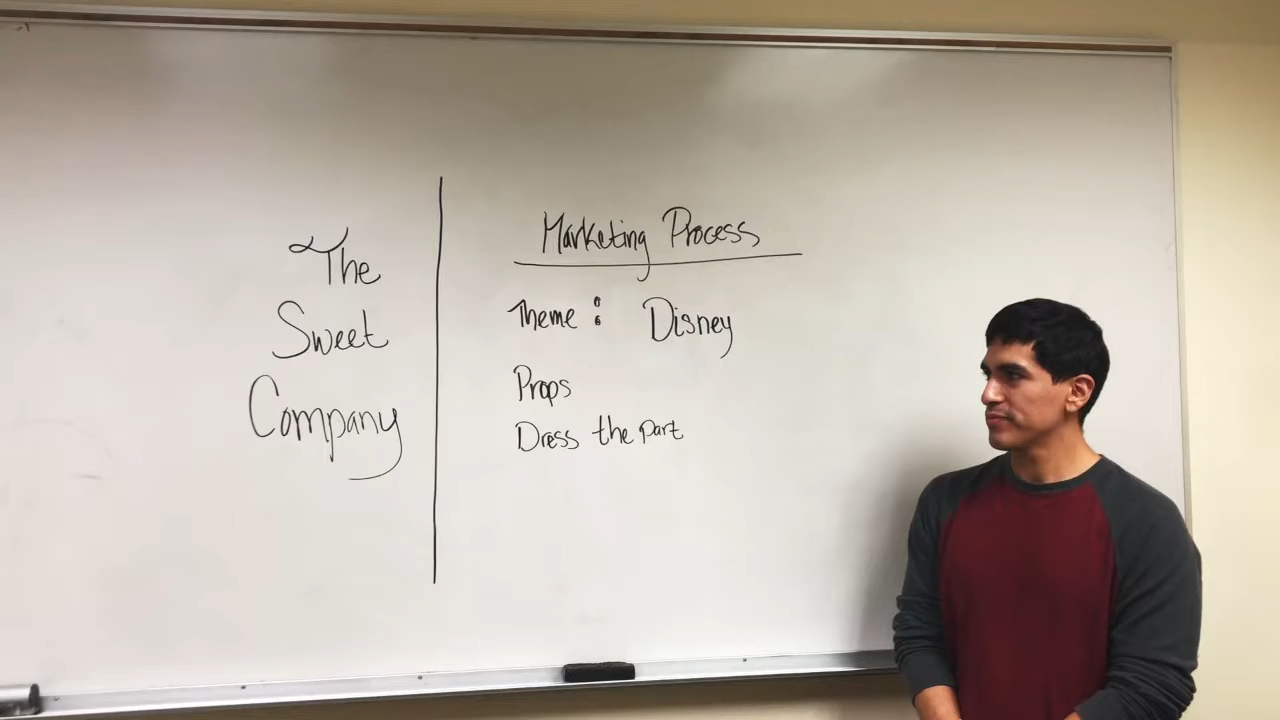 The
Sweet
Company
Marketing Process
Theme : Disney
Props
Dress the part